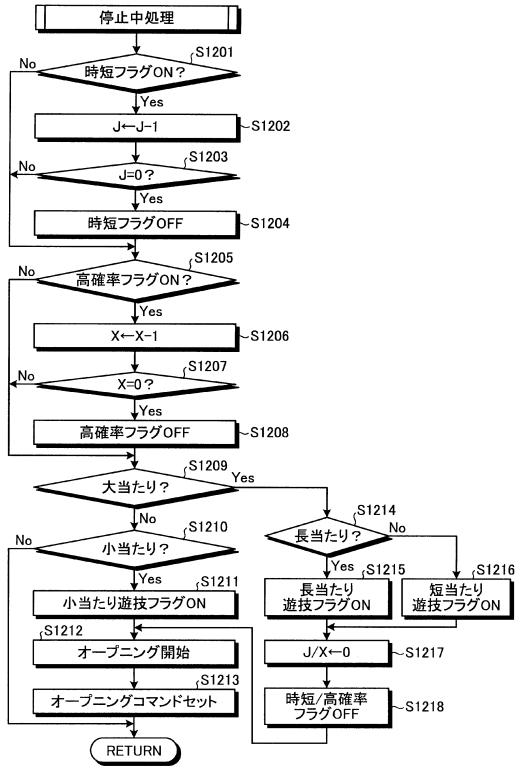 停止中処理
S1201
時短フラグON？
No
Yes
J←J-1
S1202
S1203
J=0？
No
Yes
時短フラグOFF
S1204
S1205
高確率フラグON？
No
Yes
X←X-1
S1206
S1207
X=0？
No
Yes
高確率フラグOFF
S1208
S1209
大当たり？
Yes
No
S1210
小当たり？
No
Yes
S1211
小当たり遊技フラグON
S1212
オープニング開始
S1213
オープニングコマンドセット
RETURN
S1214
長当たり？
No
Yes
S1215
長当たり
遊技フラグON
S1216
短当たり
遊技フラグON
J/X←0
S1217
時短/高確率
フラグOFF
S1218